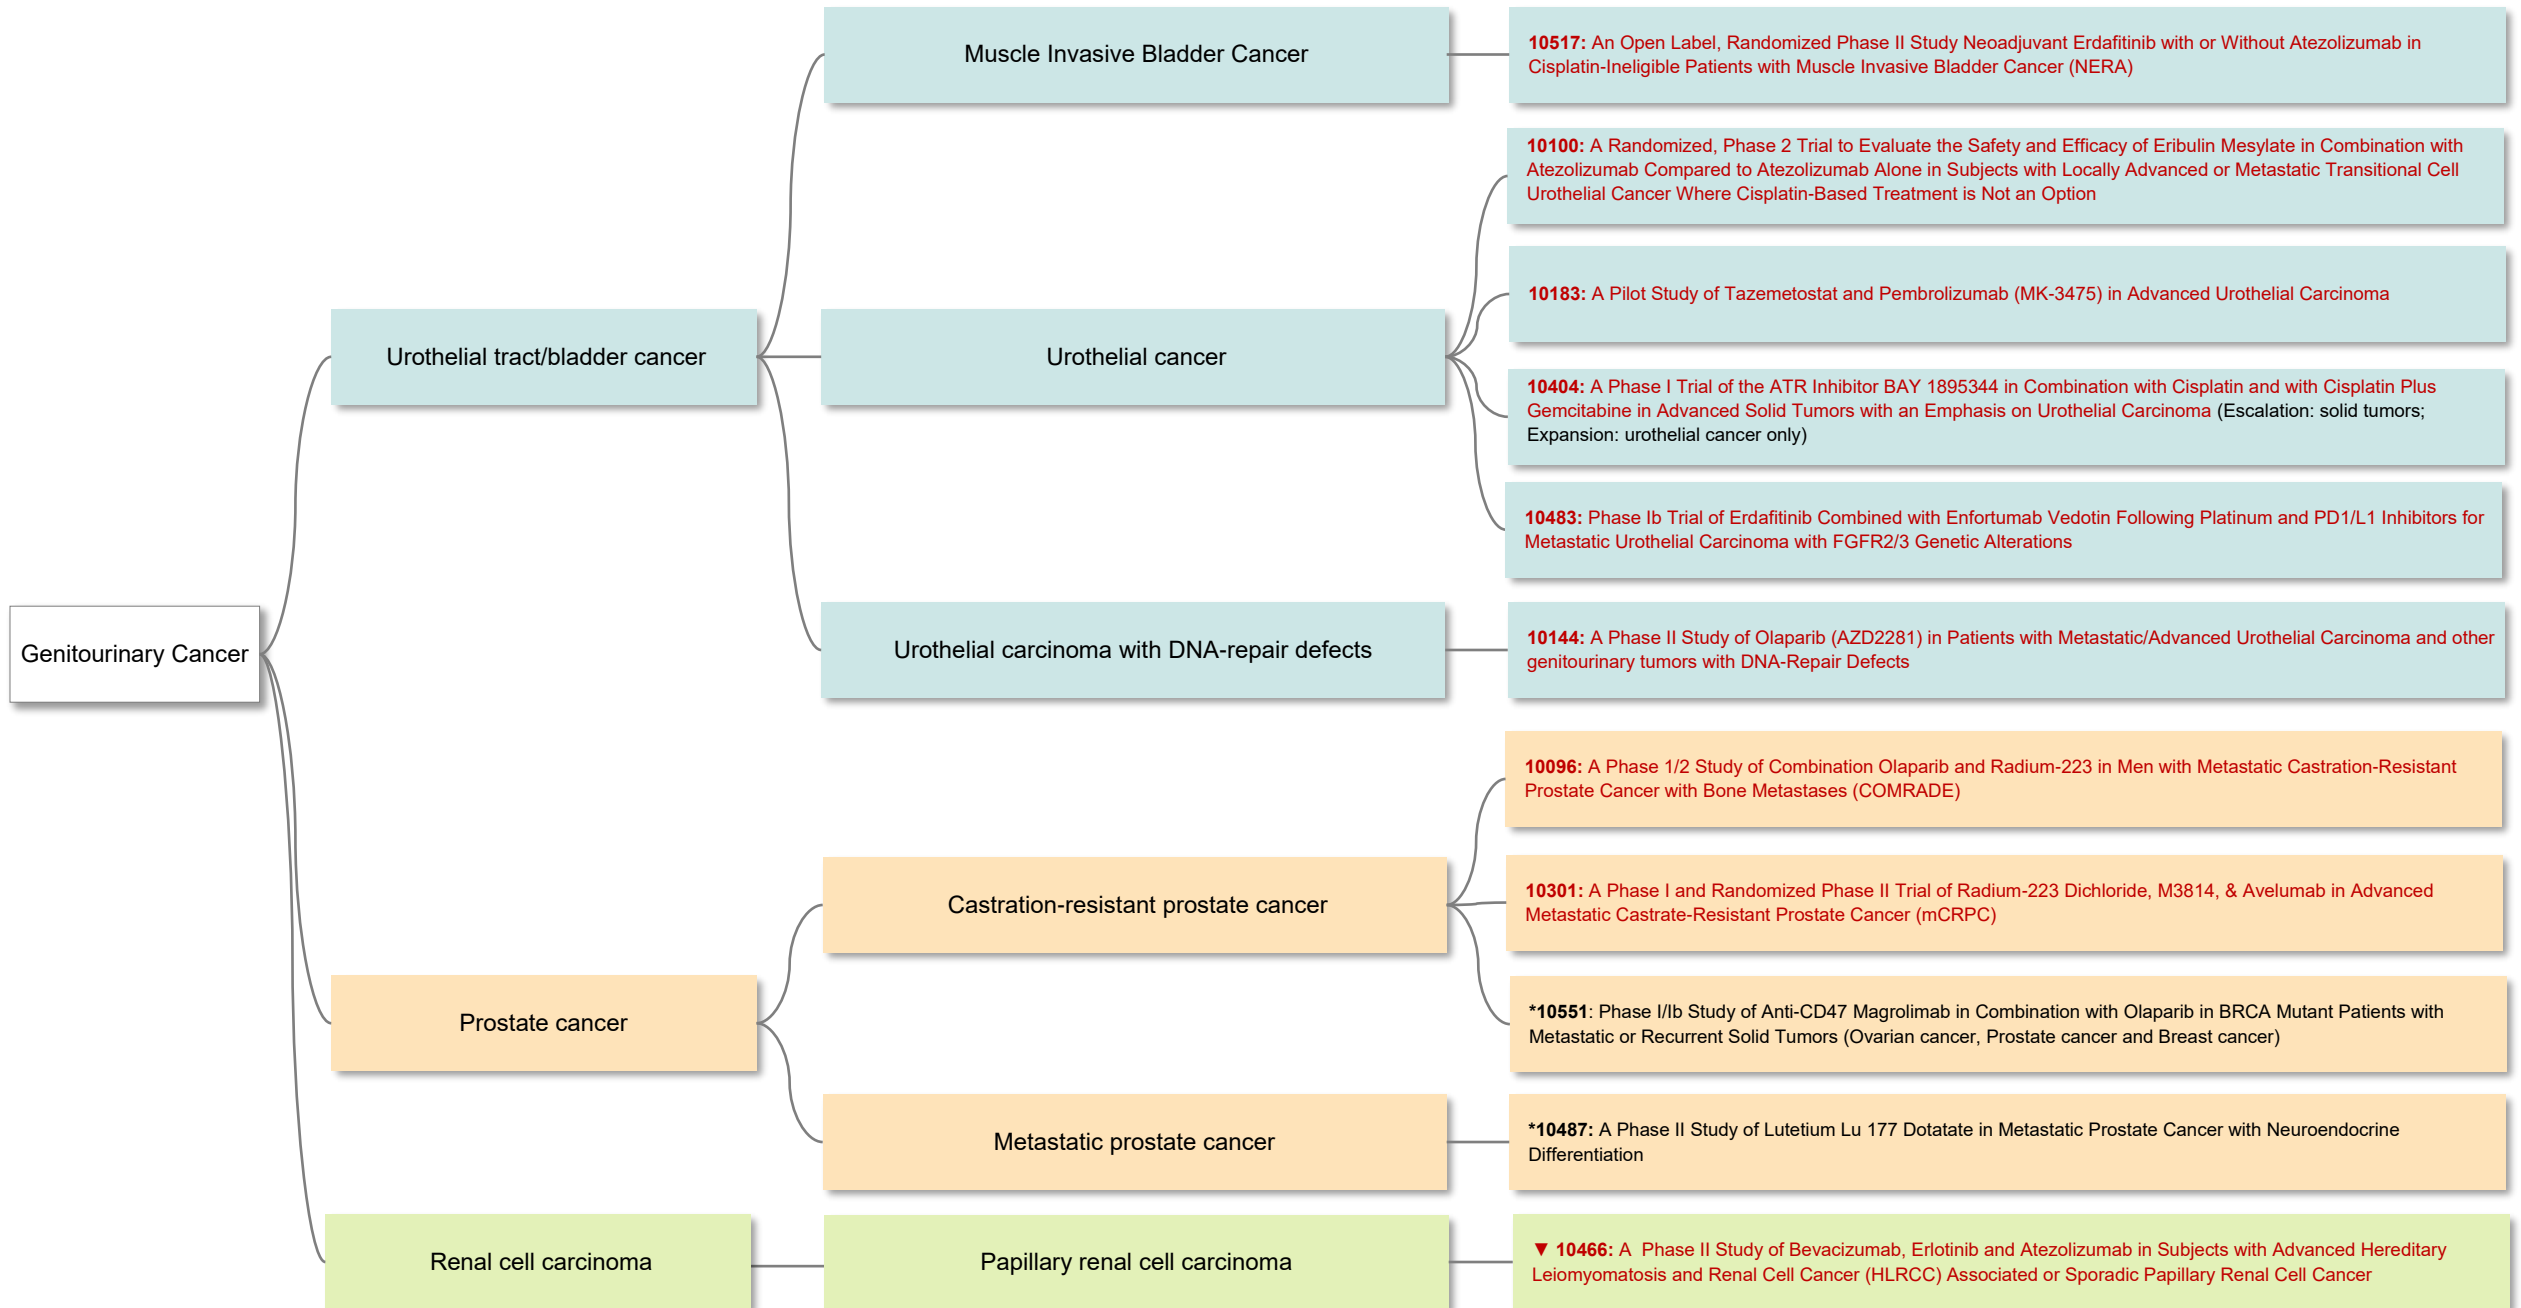 Genitourinary Cancer
Urothelial tract/bladder cancer
Muscle Invasive Bladder Cancer
10517: An Open Label, Randomized Phase II Study Neoadjuvant Erdafitinib with or Without Atezolizumab in
Cisplatin-Ineligible Patients with Muscle Invasive Bladder Cancer (NERA)
Urothelial cancer
10100: A Randomized, Phase 2 Trial to Evaluate the Safety and Efficacy of Eribulin Mesylate in Combination with
Atezolizumab Compared to Atezolizumab Alone in Subjects with Locally Advanced or Metastatic Transitional Cell
Urothelial Cancer Where Cisplatin-Based Treatment is Not an Option
10183: A Pilot Study of Tazemetostat and Pembrolizumab (MK-3475) in Advanced Urothelial Carcinoma
10404: A Phase I Trial of the ATR Inhibitor BAY 1895344 in Combination with Cisplatin and with Cisplatin Plus
Gemcitabine in Advanced Solid Tumors with an Emphasis on Urothelial Carcinoma (Escalation: solid tumors;
Expansion: urothelial cancer only)
10483: Phase Ib Trial of Erdafitinib Combined with Enfortumab Vedotin Following Platinum and PD1/L1 Inhibitors for
Metastatic Urothelial Carcinoma with FGFR2/3 Genetic Alterations
Urothelial carcinoma with DNA-repair defects
10144: A Phase II Study of Olaparib (AZD2281) in Patients with Metastatic/Advanced Urothelial Carcinoma and other
genitourinary tumors with DNA-Repair Defects
Prostate cancer
Castration-resistant prostate cancer
10096: A Phase 1/2 Study of Combination Olaparib and Radium-223 in Men with Metastatic Castration-Resistant
Prostate Cancer with Bone Metastases (COMRADE)
10301: A Phase I and Randomized Phase II Trial of Radium-223 Dichloride, M3814, & Avelumab in Advanced
Metastatic Castrate-Resistant Prostate Cancer (mCRPC)
*10551: Phase I/Ib Study of Anti-CD47 Magrolimab in Combination with Olaparib in BRCA Mutant Patients with
Metastatic or Recurrent Solid Tumors (Ovarian cancer, Prostate cancer and Breast cancer)
Metastatic prostate cancer
*10487: A Phase II Study of Lutetium Lu 177 Dotatate in Metastatic Prostate Cancer with Neuroendocrine
Differentiation
Renal cell carcinoma
Papillary renal cell carcinoma
▼ 10466: A Phase II Study of Bevacizumab, Erlotinib and Atezolizumab in Subjects with Advanced Hereditary
Leiomyomatosis and Renal Cell Cancer (HLRCC) Associated or Sporadic Papillary Renal Cell Cancer